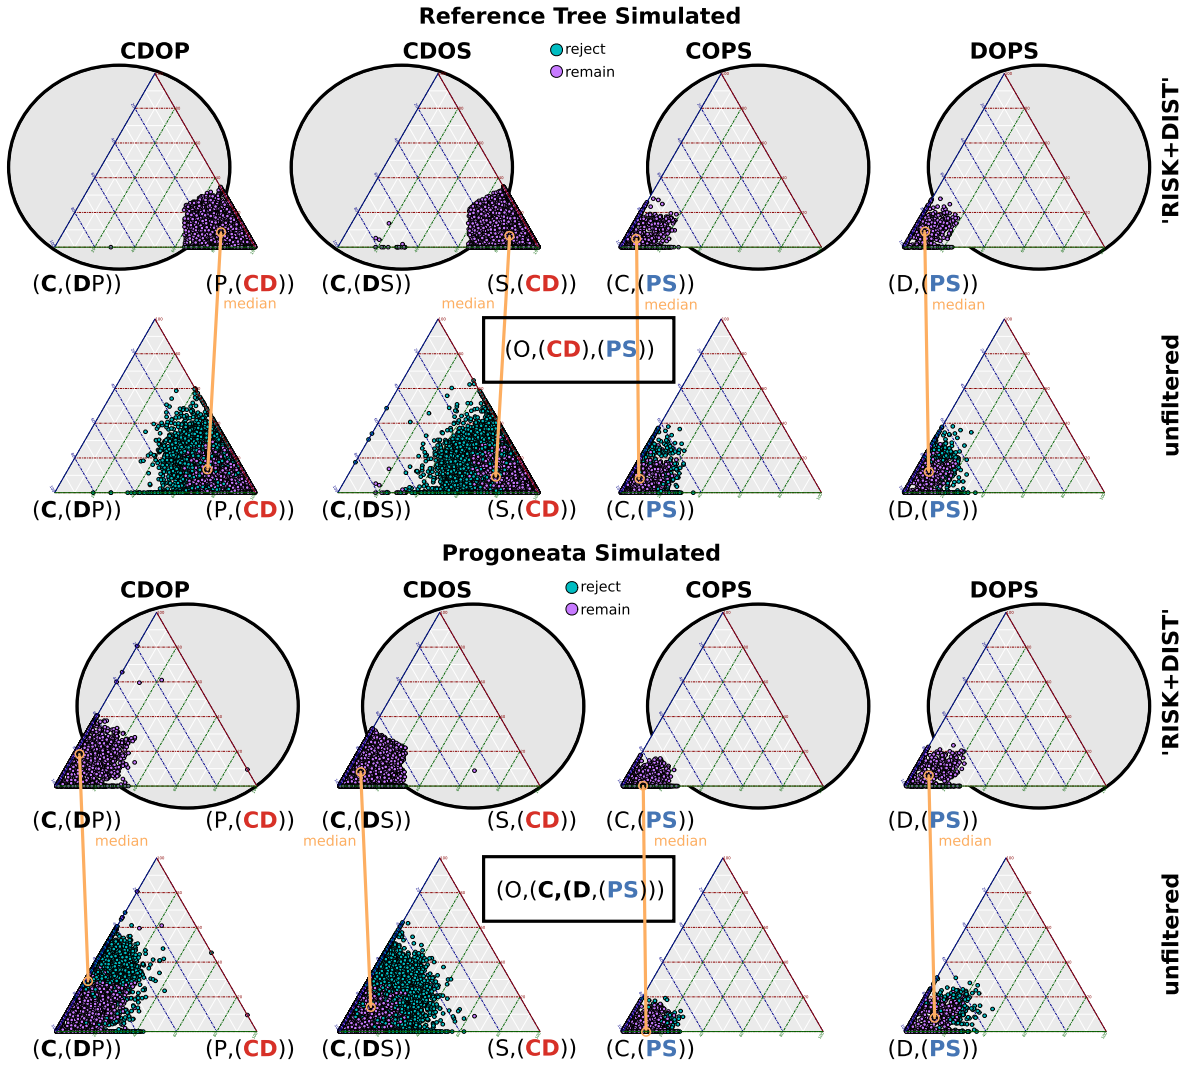 Reference Tree Simulated
CDOP CDOS reject COPS DOPS
remain
'RISK+DIST'
(C,(DP)) (P,(CD)) (C,(DS)) (S,(CD)) (C,(PS)) (D,(PS))
median median median median
(O,(CD),(PS))
unfiltered
(C,(DP)) (P,(CD)) (C,(DS)) (S,(CD)) (C,(PS)) (D,(PS))
Progoneata Simulated
CDOP CDOS reject COPS DOPS
remain
'RISK+DIST'
(C,(DP)) (P,(CD)) (C,(DS)) (S,(CD)) (C,(PS)) (D,(PS))
median median median median
(O,(C,(D,(PS)))
unfiltered
(C,(DP)) (P,(CD)) (C,(DS)) (S,(CD)) (C,(PS)) (D,(PS))